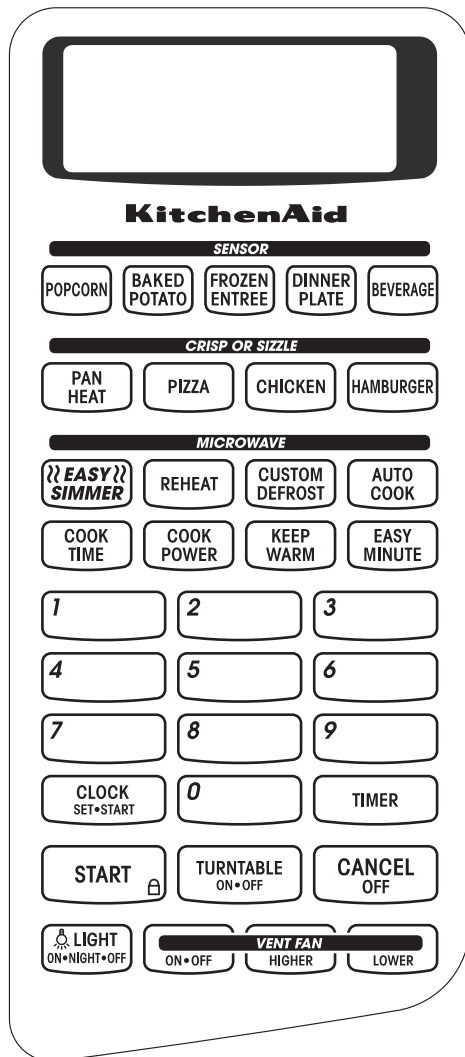 KitchenAid
SENSOR
POPCORN
BAKED
POTATO
FROZEN
ENTREE
DINNER
PLATE
BEVERAGE
CRISP OR SIZZLE
PAN
HEAT
PIZZA
CHICKEN
HAMBURGER
MICROWAVE
EASY
SIMMER
REHEAT
CUSTOM
DEFROST
AUTO
COOK
COOK
TIME
COOK
POWER
KEEP
WARM
EASY
MINUTE
1
2
3
4
5
6
7
8
9
CLOCK
SET•START
0
TIMER
START
TURNTABLE
ON•OFF
CANCEL
OFF
LIGHT
ON•NIGHT•OFF
VENT FAN
ON•OFF
HIGHER
LOWER